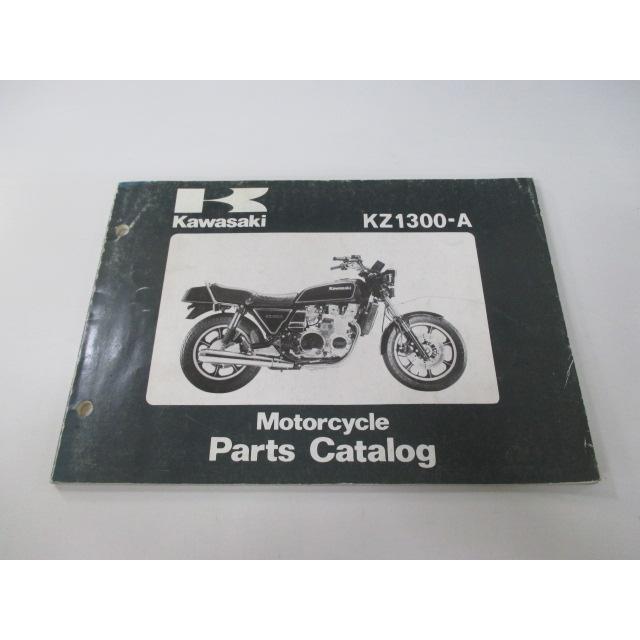 Kawasaki
KZ1300-A
Kawasaki
Motorcycle
Parts Catalog